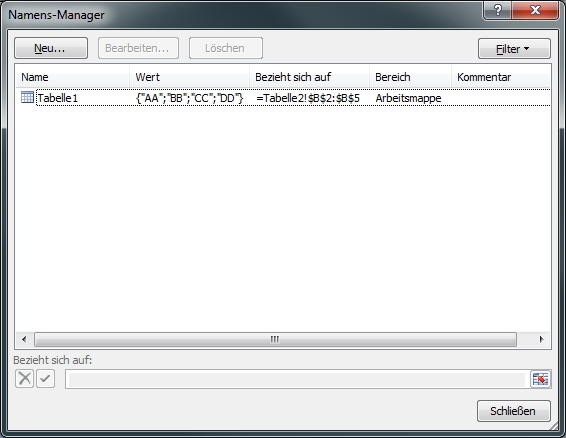 Namens-Manager
Neu... Bearbeiten... Löschen Filter
Name Wert Bezieht sich auf Bereich Kommentar
Tabelle1 {"AA";"BB";"CC";"DD"} =Tabelle2!$B$2:$B$5 Arbeitsmappe
Bezieht sich auf:
Schließen